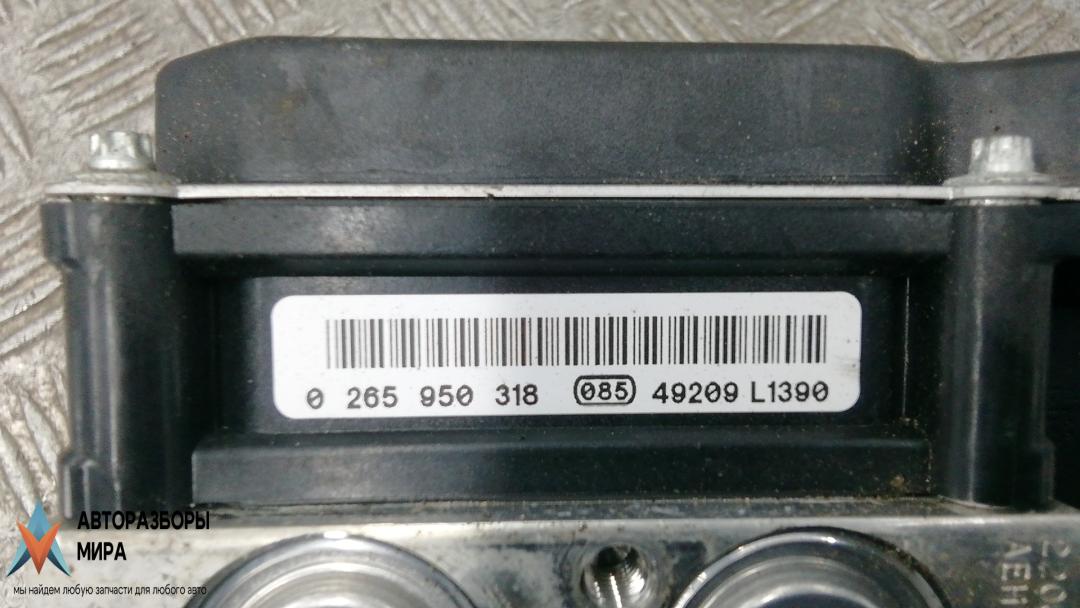 0 265 950 318 085 49209 L1390
АВТОРАЗБОРЫ
МИРА
мы найдем любую запчасти для любого авто